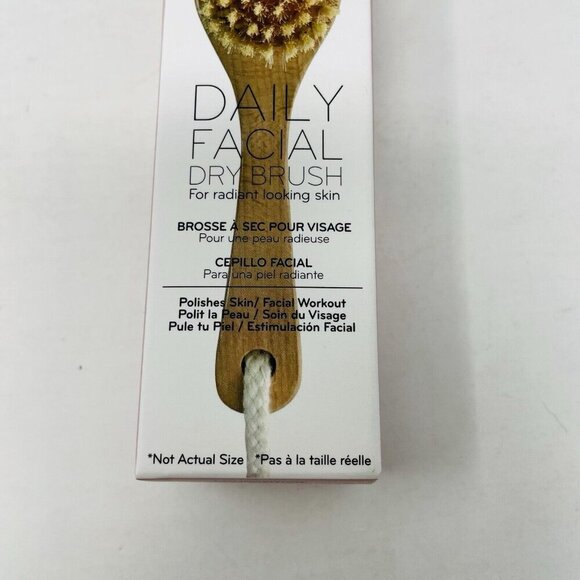 DAILY
FACIAL
DRY BRUSH
For radiant looking skin
BROSSE À SEC POUR VISAGE
Pour une peau radieuse
CEPILLO FACIAL
Para una piel radiante
Polishes Skin/ Facial Workout
Polit la Peau / Soin du Visage
Pule tu Piel / Estimulación Facial
*Not Actual Size *Pas à la taille réelle